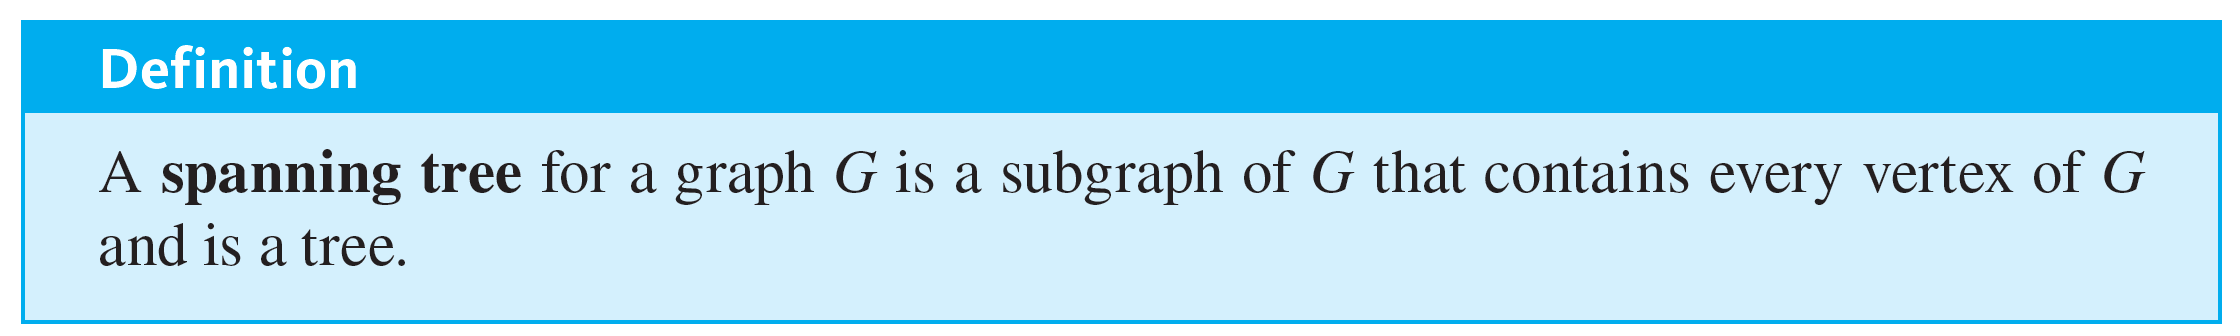 Definition
A spanning tree for a graph G is a subgraph of G that contains every vertex of G
and is a tree.